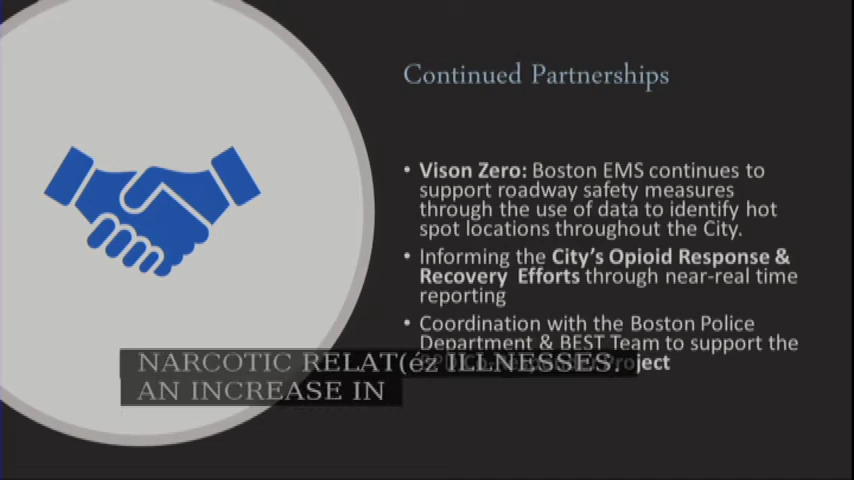 Continued Partnerships
• Vison Zero: Boston EMS continues to
support roadway safety measures
through the use of data to identify hot
spot locations throughout the City.
• Informing the City's Opioid Response &
Recovery Efforts through near-real time
reporting
• Coordination with the Boston Police
Department & BEST Team to support the
NARCOTIC RELAT(éz ILLNESSES.
AN INCREASE IN